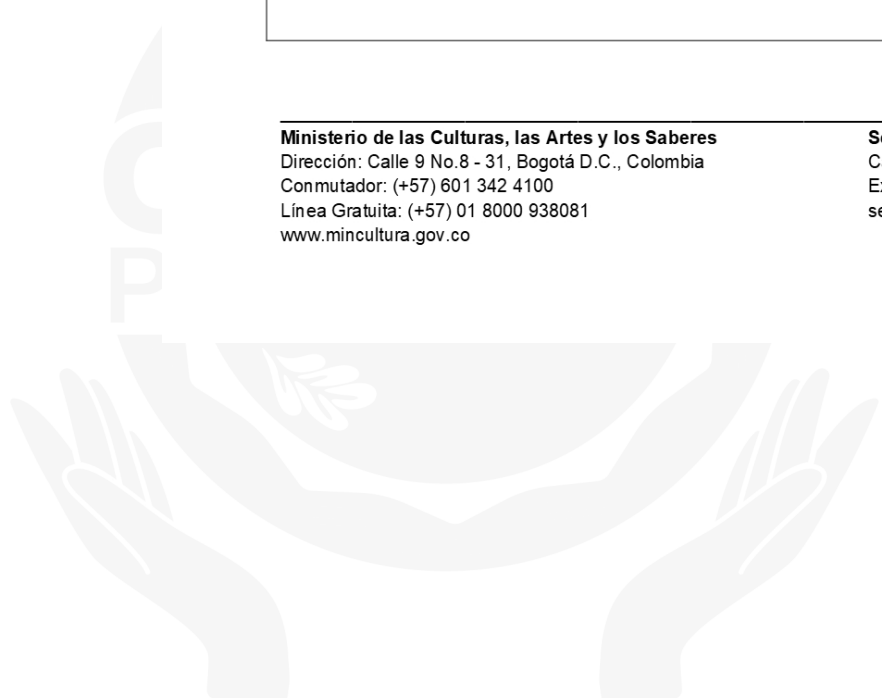 Ministerio de las Culturas, las Artes y los Saberes
Dirección: Calle 9 No.8 - 31, Bogotá D.C., Colombia
Conmutador: (+57) 601 342 4100
Línea Gratuita: (+57) 01 8000 938081
www.mincultura.gov.co